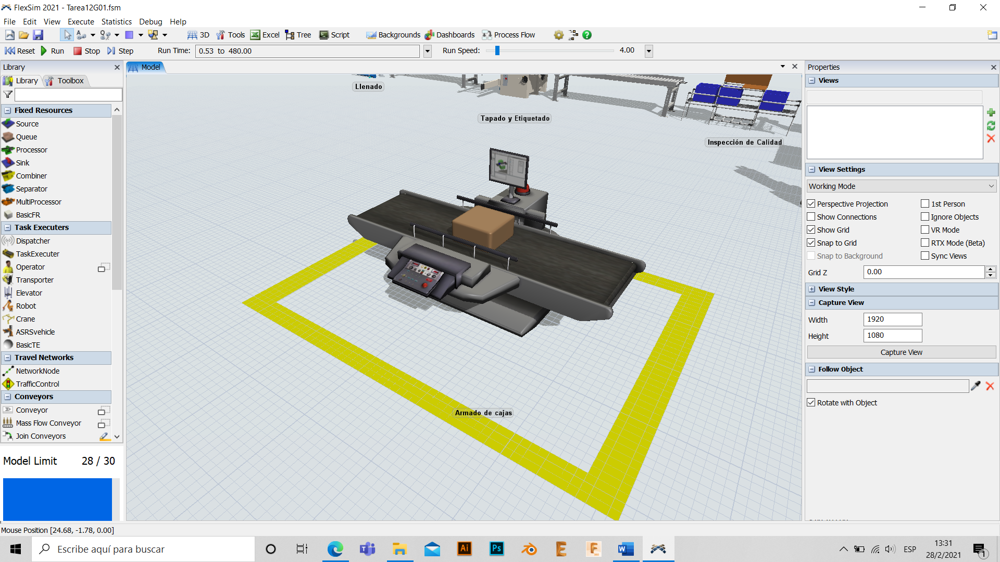 FlexSim 2021 - Tarea12G01.fsm
File Edit View Execute Statistics Debug Help
3D Tools Excel Tree Script Backgrounds Dashboards Process Flow
Reset Run Stop Step Run Time: 0.53 to 480.00 Run Speed: 4.00
Library
Library Toolbox
Fixed Resources
Source
Queue
Processor
Sink
Combiner
Separator
MultiProcessor
BasicFR
Task Executers
Dispatcher
TaskExecuter
Operator
Transporter
Elevator
Robot
Crane
ASRSvehicle
BasicTE
Travel Networks
NetworkNode
TrafficControl
Conveyors
Conveyor
Mass Flow Conveyor
Join Conveyors
Model Limit 28 / 30
Model
Llenado
Tapado y Etiquetado
Inspección de Calidad
Armado de cajas
Properties
Views
View Settings
Working Mode
Perspective Projection 1st Person
Show Connections Ignore Objects
Show Grid VR Mode
Snap to Grid RTX Mode (Beta)
Snap to Background Sync Views
Grid Z 0.00
View Style
Capture View
Width 1920
Height 1080
Capture View
Follow Object
Rotate with Object
Mouse Position [24.68, -1.78, 0.00]
Escribe aquí para buscar
Ai Ps
ESP
13:31
28/2/2021
1